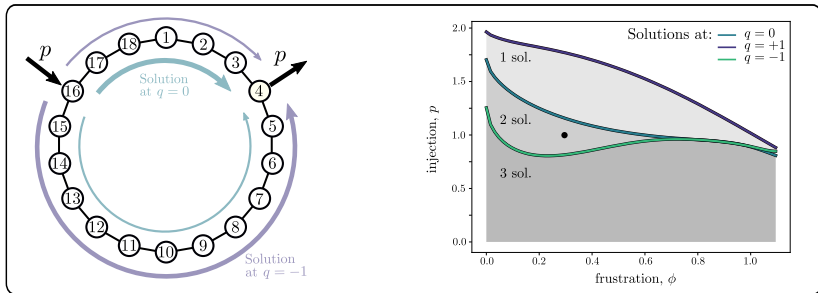 p
p
1
2
3
4
5
6
7
8
9
10
11
12
13
14
15
16
17
18
Solution
at q = 0
Solution
at q = −1
injection, p
2.0
1.5
1.0
0.5
0.0
0.0 0.2 0.4 0.6 0.8 1.0
frustration, ϕ
Solutions at:
q = 0
q = +1
q = −1
1 sol.
2 sol.
3 sol.